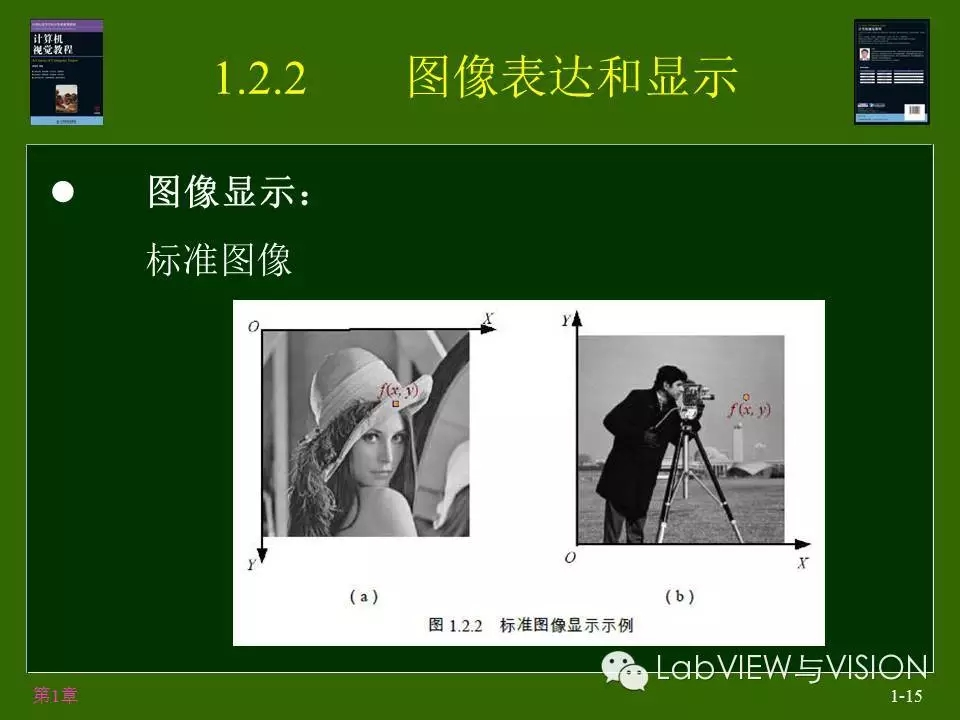 计算机
视觉教程
1.2.2 图像表达和显示
图像显示：
标准图像
O X
Y
f(x, y)
(a)
Y
f(x, y)
O X
(b)
图 1.2.2 标准图像显示示例
LabVIEW与VISION
第1章
1-15